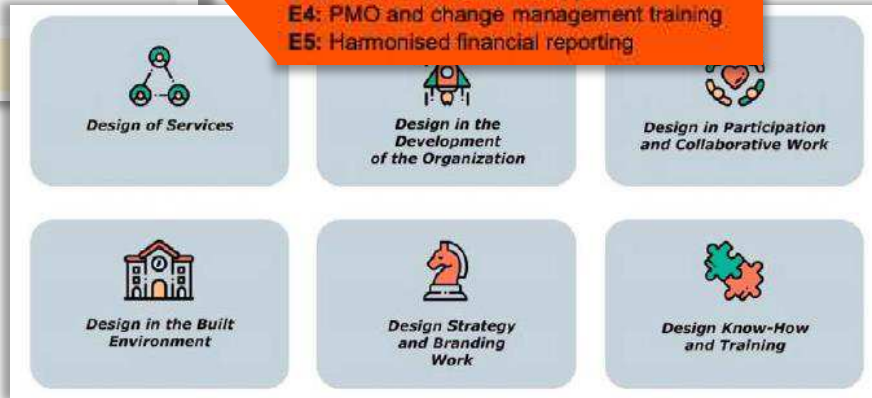 E4: PMO and change management training
E5: Harmonised financial reporting
Design of Services
Design in the
Development
of the Organization
Design in Participation
and Collaborative Work
Design in the Built
Environment
Design Strategy
and Branding
Work
Design Know-How
and Training